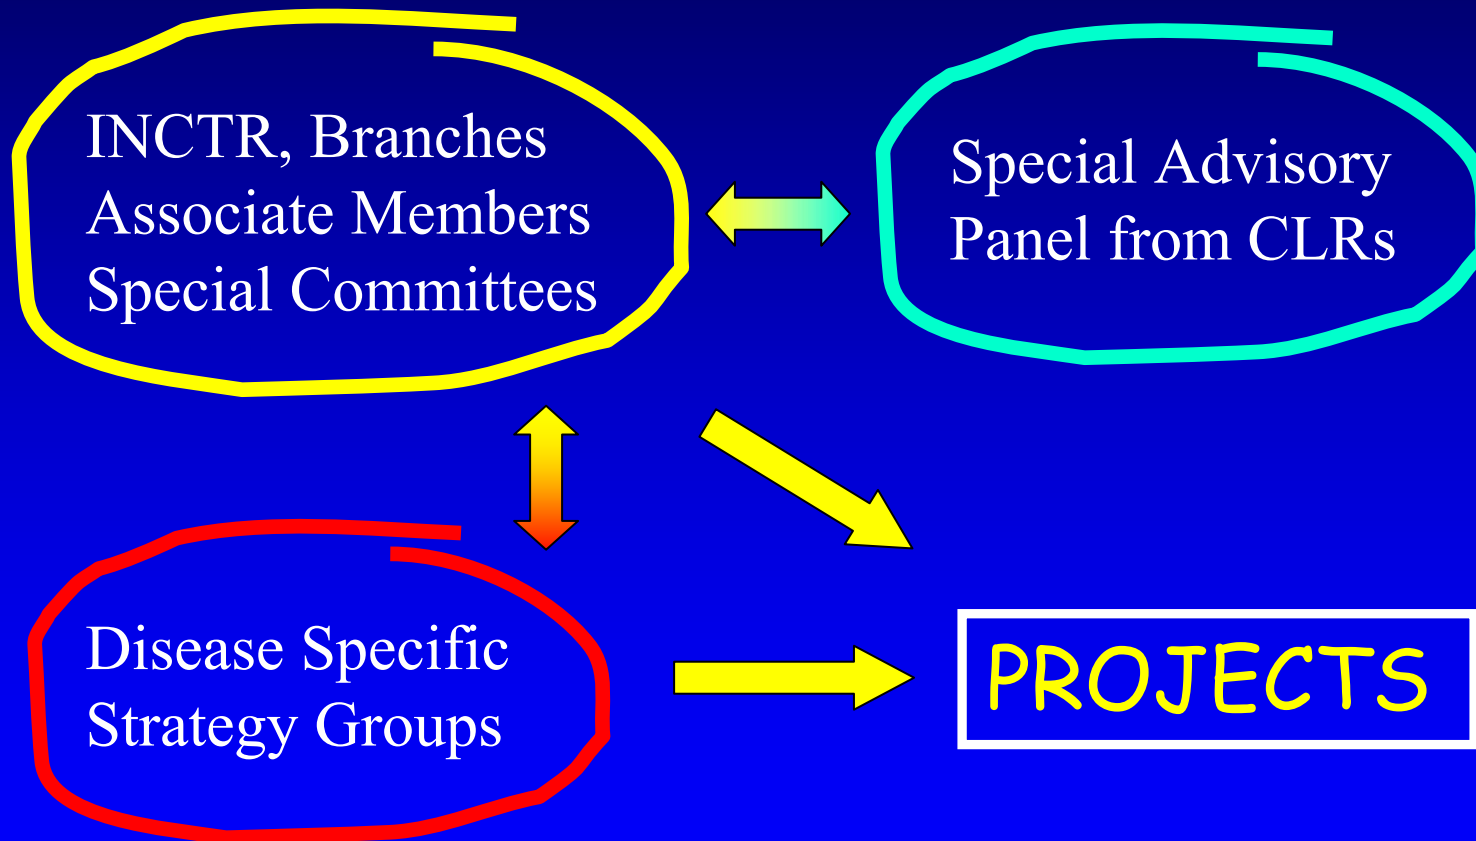 INCTR, Branches
Associate Members
Special Committees
Special Advisory
Panel from CLRs
Disease Specific
Strategy Groups
PROJECTS